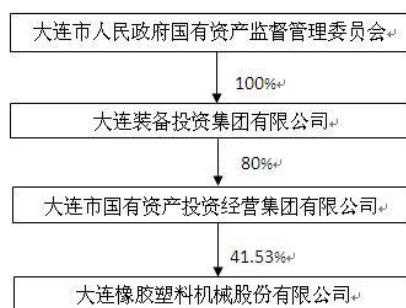 大连市人民政府国有资产监督管理委员会
100%
大连装备投资集团有限公司
80%
大连市国有资产投资经营集团有限公司
41.53%
大连橡胶塑料机械股份有限公司